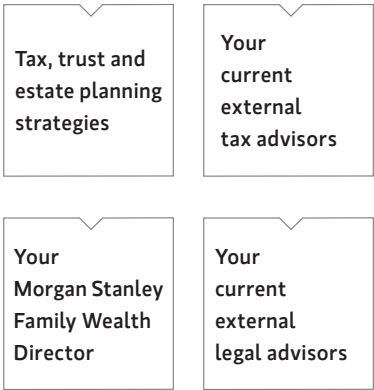 Tax, trust and
estate planning
strategies
Your
current
external
tax advisors
Your
Morgan Stanley
Family Wealth
Director
Your
current
external
legal advisors